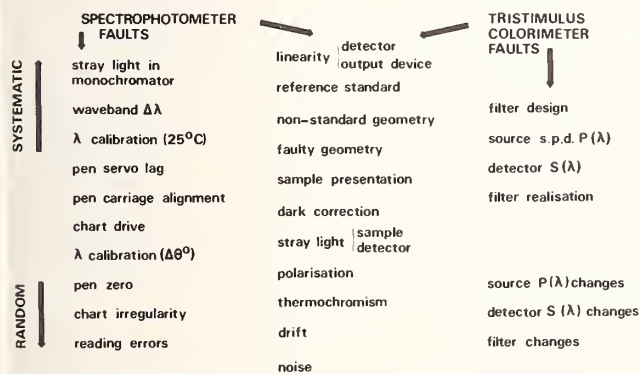 SPECTROPHOTOMETER
FAULTS
SYSTEMATIC
stray light in
monochromator
waveband Δλ
λ calibration (25°C)
pen servo lag
pen carriage alignment
chart drive
λ calibration (Δθ°)
RANDOM
pen zero
chart irregularity
reading errors
linearity
detector
output device
reference standard
non-standard geometry
faulty geometry
sample presentation
dark correction
stray light
sample
detector
polarisation
thermochromism
drift
noise
TRISTIMULUS
COLORIMETER
FAULTS
filter design
source s.p.d. P(λ)
detector S(λ)
filter realisation
source P(λ)changes
detector S (λ) changes
filter changes